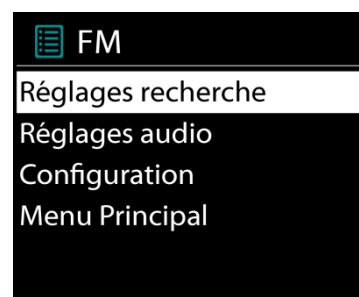 FM
Réglages recherche
Réglages audio
Configuration
Menu Principal